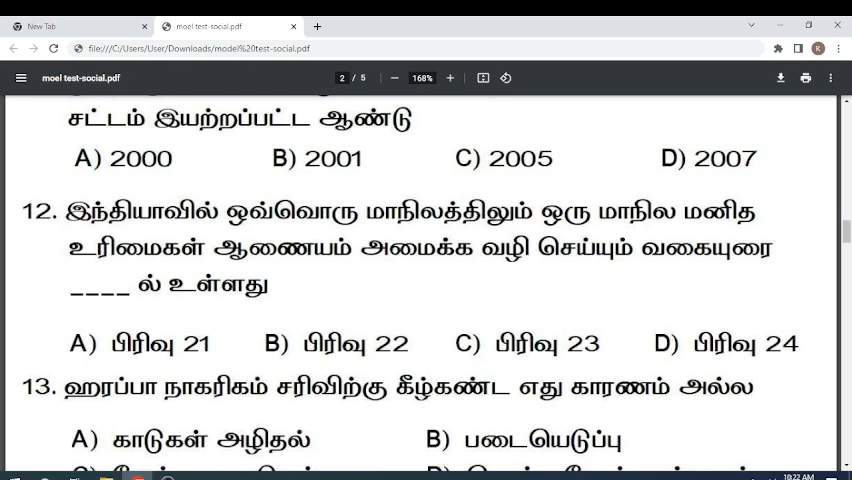 New Tab
moel test-social.pdf
file:///C:/Users/User/Downloads/model%20test-social.pdf
K
moel test-social.pdf
2 / 5
168%
சட்டம் இயற்றப்பட்ட ஆண்டு
A) 2000 B) 2001 C) 2005 D) 2007
12. இந்தியாவில் ஒவ்வொரு மாநிலத்திலும் ஒரு மாநில மனித
உரிமைகள் ஆணையம் அமைக்க வழி செய்யும் வகையுரை
____ ல் உள்ளது
A) பிரிவு 21 B) பிரிவு 22 C) பிரிவு 23 D) பிரிவு 24
13. ஹரப்பா நாகரிகம் சரிவிற்கு கீழ்கண்ட எது காரணம் அல்ல
A) காடுகள் அழிதல் B) படையெடுப்பு
10:22 AM